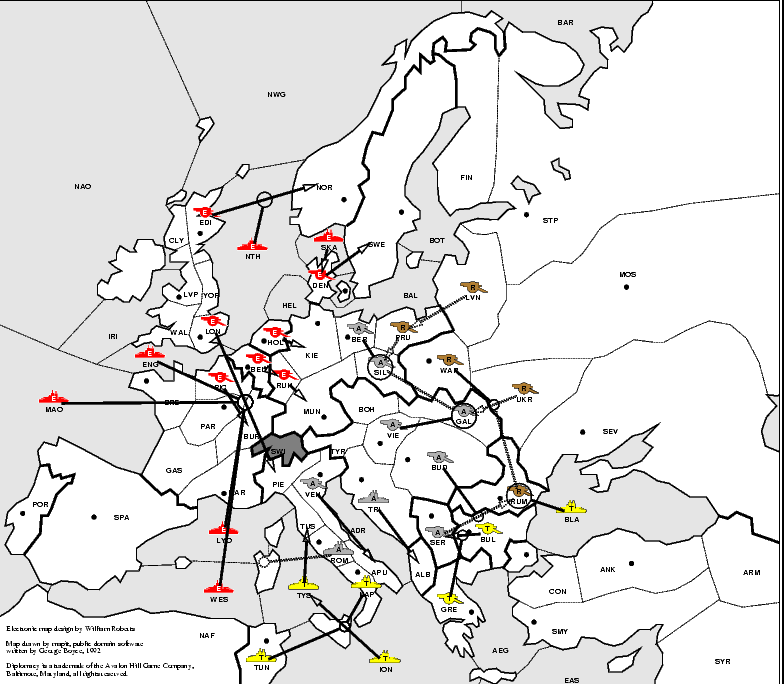 BAR
NWG
NAO
NOR
FIN
E
EDI
STP
CLY
E
SKA
SWE
BOT
E
NTH
MOS
E
DEN
R
LVN
LVP
YOR
HEL
BAL
E
LON
A
BER
R
PRU
IRI
WAL
E
HOL
KIE
E
ENG
E
BEL
A
SIL
R
WAR
E
E
RUH
UKR
R
E
MAO
BRE
MUN
BOH
A
GAL
PAR
A
VIE
SEV
BUR
SWI
TYR
A
BUD
GAS
PIE
A
VEN
R
RUM
MAR
A
TRI
T
BLA
POR
SPA
E
LYO
TUS
ADR
A
SER
T
BUL
A
ROM
APU
ALB
ANK
ARM
E
WES
T
TYS
T
NAP
CON
T
GRE
Electronic map design by William Roberts
NAF
SMY
Map drawn by mapit, public domain software
written by George Boyce, 1992
AEG
T
TUN
T
ION
SYR
Diplomacy is a trademark of the Avalon Hill Game Company,
Baltimore, Maryland, all rights reserved.
EAS